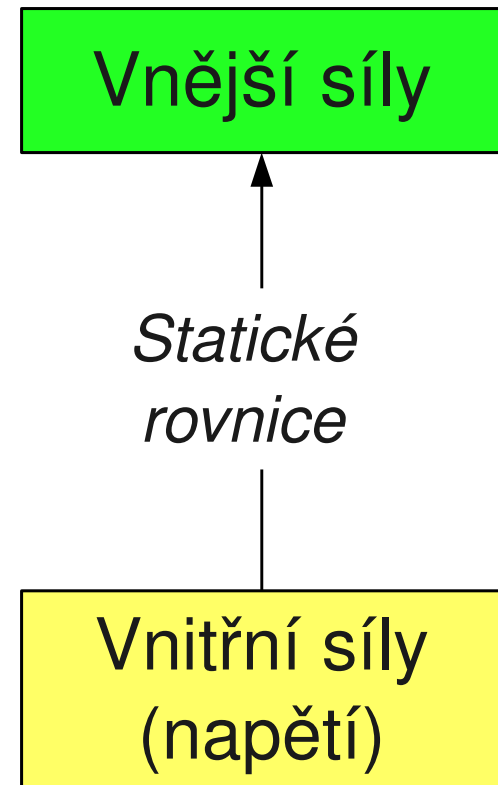 Vnější síly
Statické
rovnice
Vnitřní síly
(napětí)